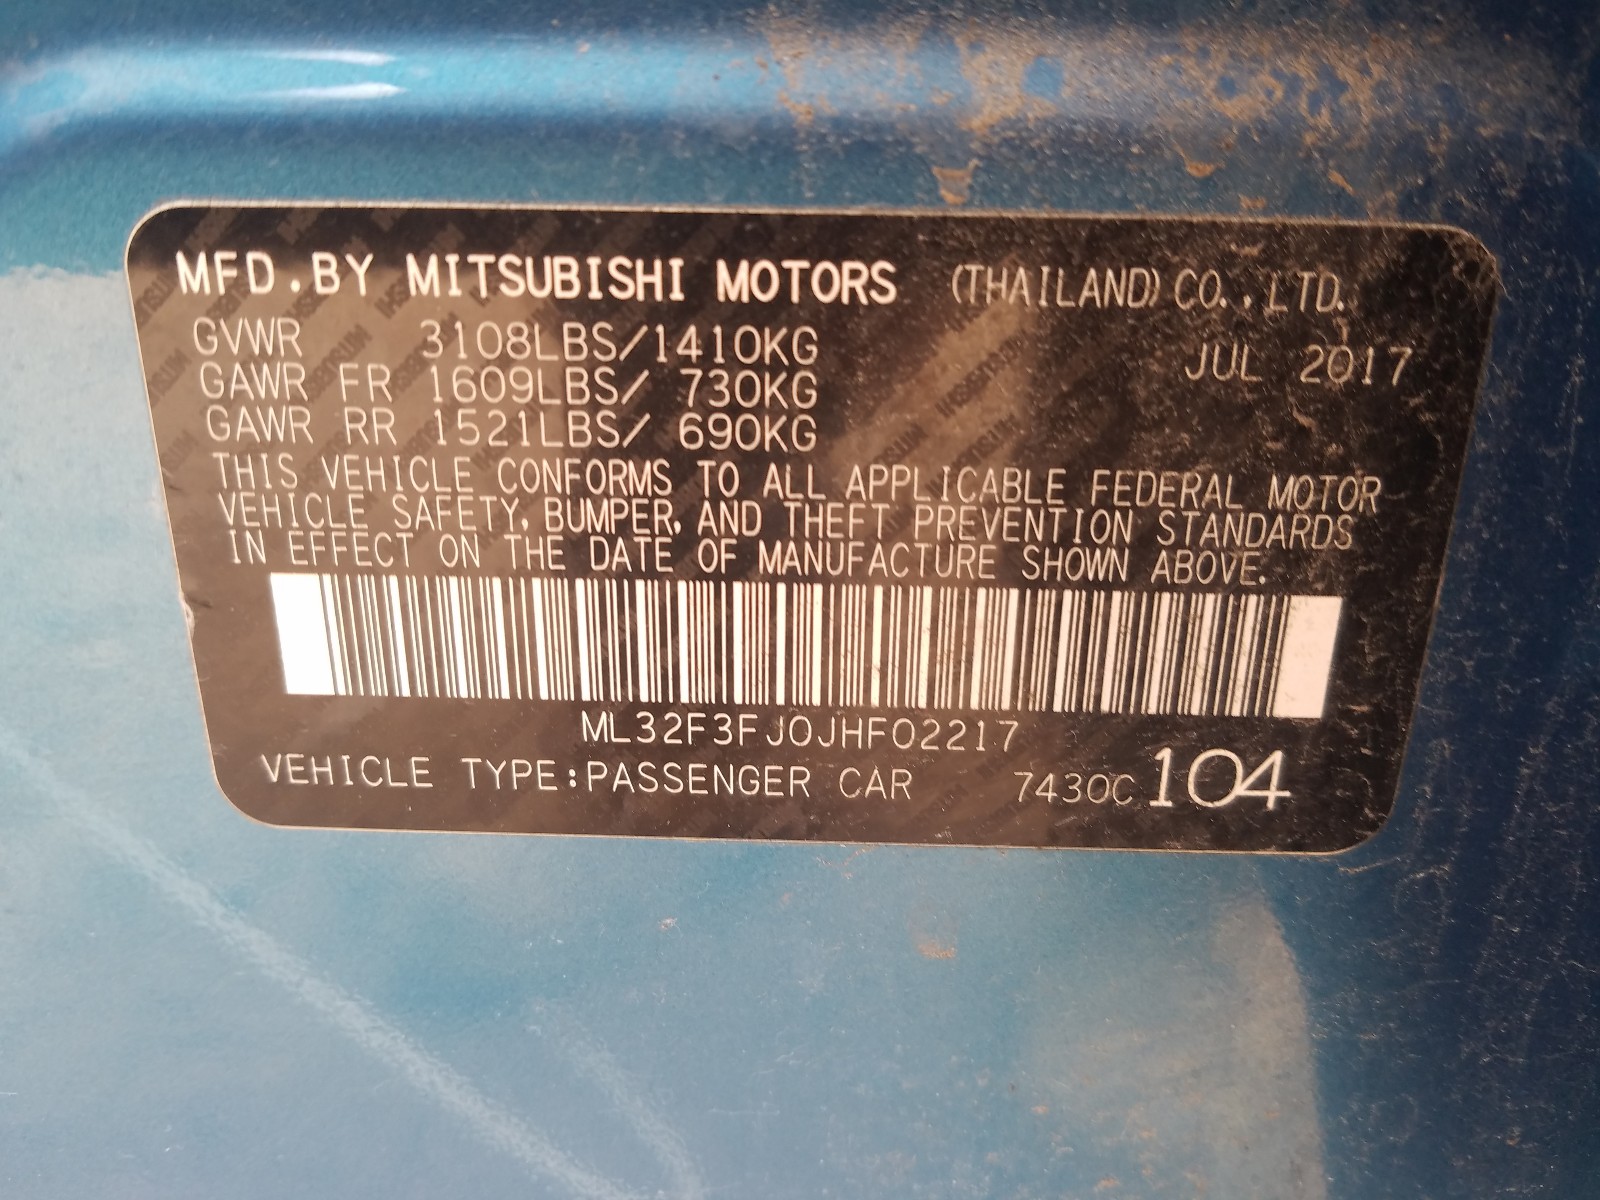 MFD.BY MITSUBISHI MOTORS (THAILAND) CO.,LTD.
GVWR 3108LBS/1410KG JUL 2017
GAWR FR 1609LBS/ 730KG
GAWR RR 1521LBS/ 690KG
THIS VEHICLE CONFORMS TO ALL APPLICABLE FEDERAL MOTOR
VEHICLE SAFETY, BUMPER, AND THEFT PREVENTION STANDARDS
IN EFFECT ON THE DATE OF MANUFACTURE SHOWN ABOVE.
ML32F3FJ0JHF02217
VEHICLE TYPE:PASSENGER CAR 7430C 104